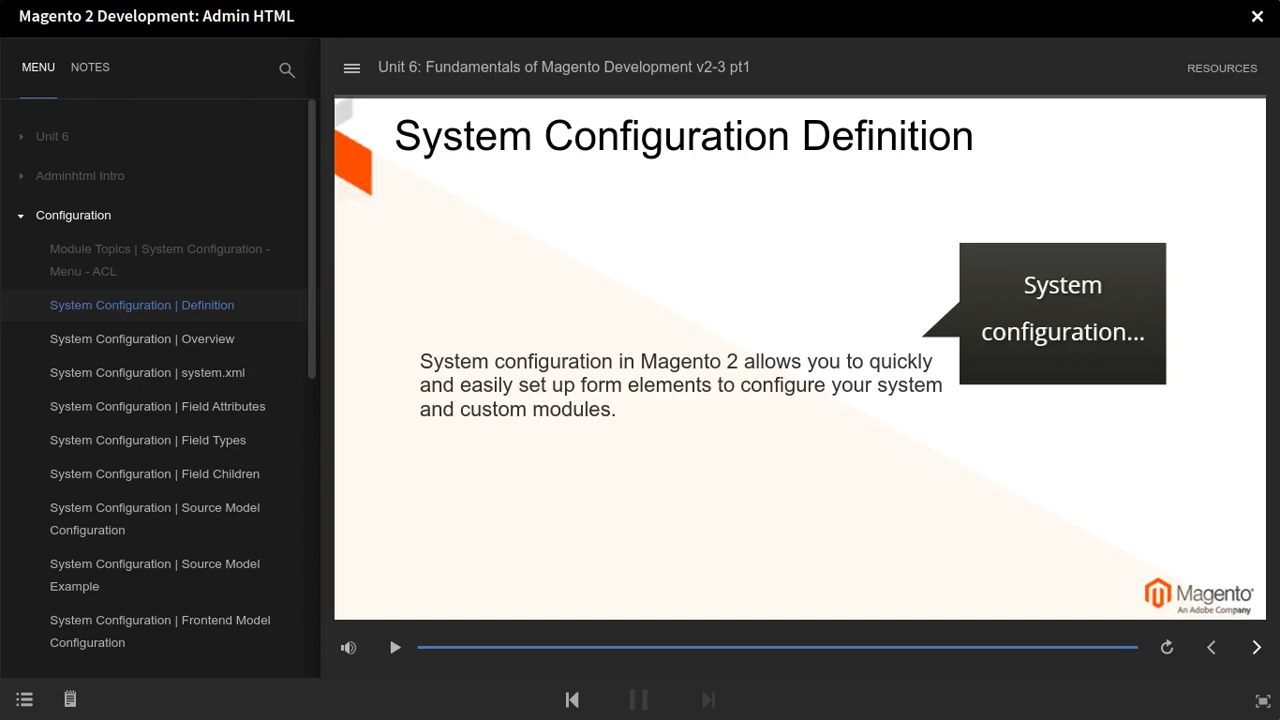 Magento 2 Development: Admin HTML
MENU
NOTES
Unit 6
Adminhtml Intro
Configuration
Module Topics | System Configuration -
Menu - ACL
System Configuration | Definition
System Configuration | Overview
System Configuration | system.xml
System Configuration | Field Attributes
System Configuration | Field Types
System Configuration | Field Children
System Configuration | Source Model
Configuration
System Configuration | Source Model
Example
System Configuration | Frontend Model
Configuration
Unit 6: Fundamentals of Magento Development v2-3 pt1
RESOURCES
System Configuration Definition
System
configuration...
System configuration in Magento 2 allows you to quickly
and easily set up form elements to configure your system
and custom modules.
Magento
An Adobe Company